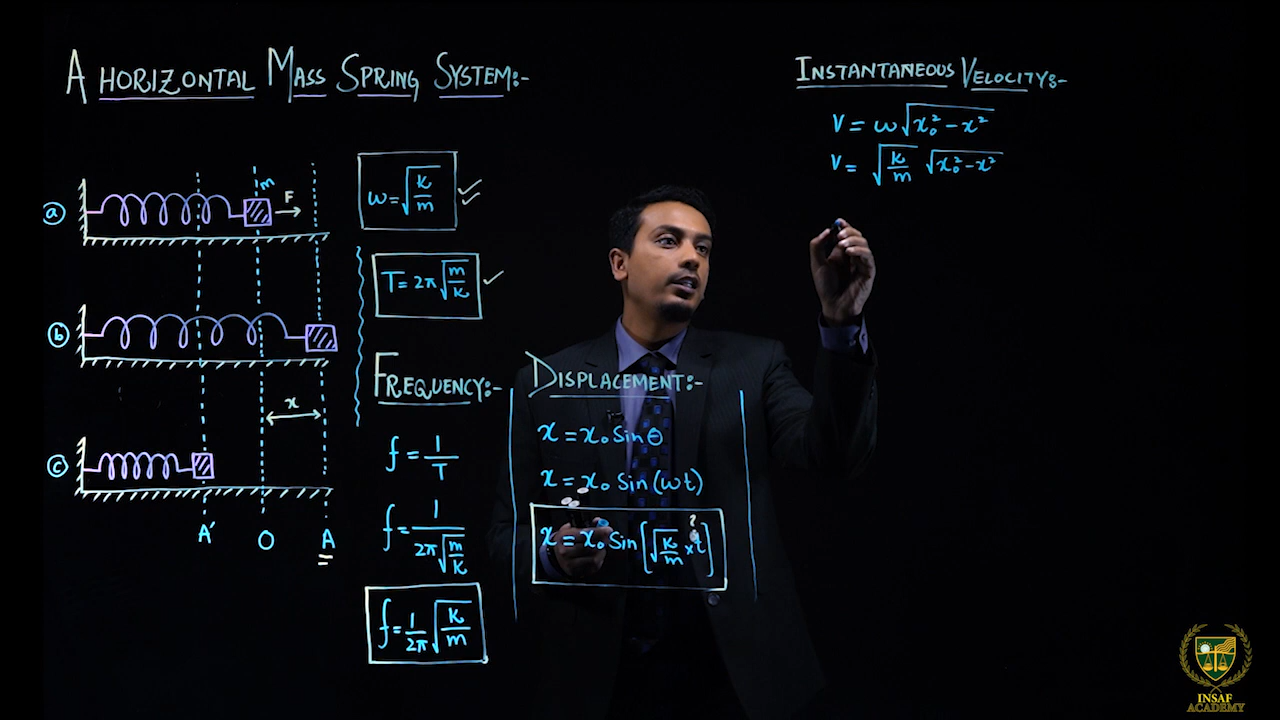 A HORIZONTAL MASS SPRING SYSTEM:-
a
m
F
b
x
c
A' O A
ω = √(k/m)
T = 2π √(m/k)
FREQUENCY:-
f = 1/T
f = 1/(2π√(m/k))
f = 1/2π √(k/m)
DISPLACEMENT:-
x = x₀ Sin θ
x = x₀ Sin (ωt)
x = x₀ Sin [√(k/m) × t]
INSTANTANEOUS VELOCITY:-
V = ω √(x₀² - x²)
V = √(k/m) √(x₀² - x²)
INSAF
ACADEMY